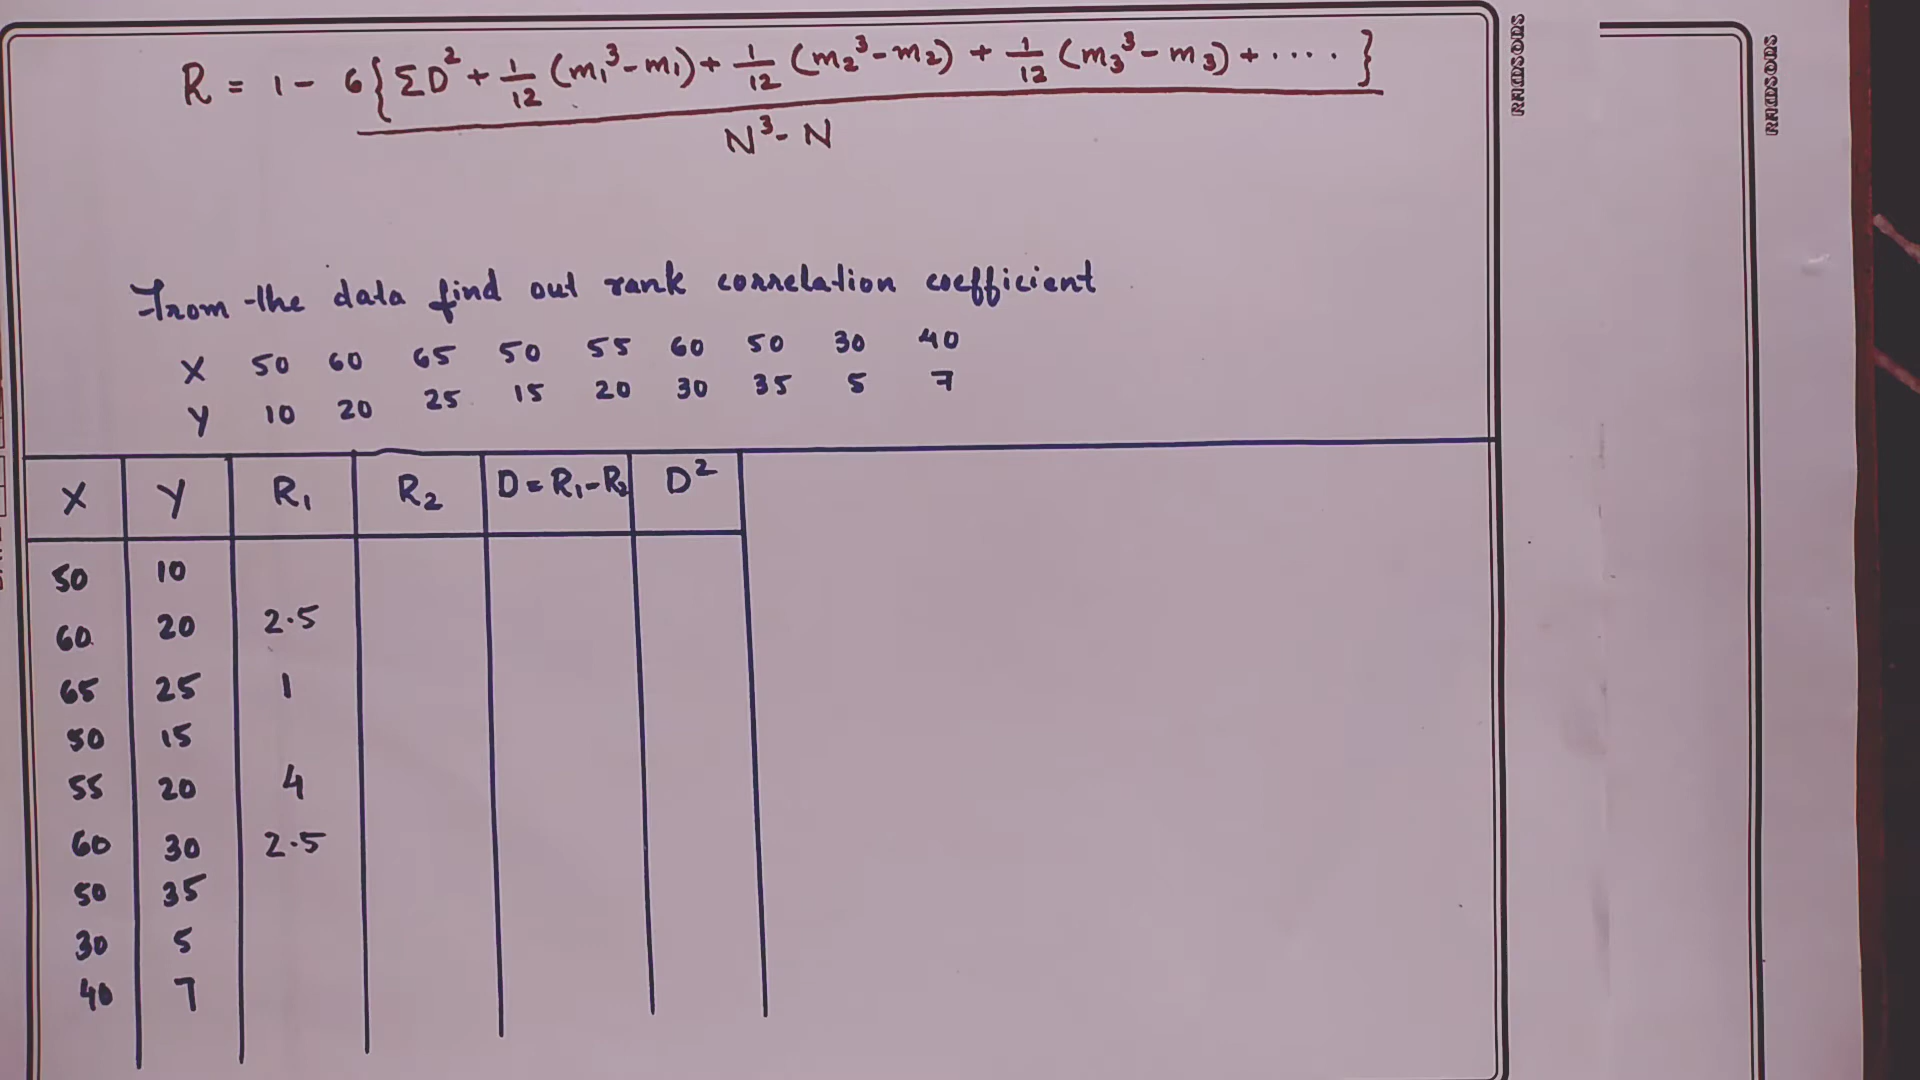 R = 1 - 6{ΣD² + 1/12 (m₁³-m₁) + 1/12 (m₂³-m₂) + 1/12 (m₃³-m₃) + ....}
N³-N
From the data find out rank correlation coefficient
X 50 60 65 50 55 60 50 30 40
Y 10 20 25 15 20 30 35 5 7
X Y R₁ R₂ D=R₁-R₂ D²
50 10
60 20 2.5
65 25 1
50 15
55 20 4
60 30 2.5
50 35
30 5
40 7
RAMSONS
RAMSONS